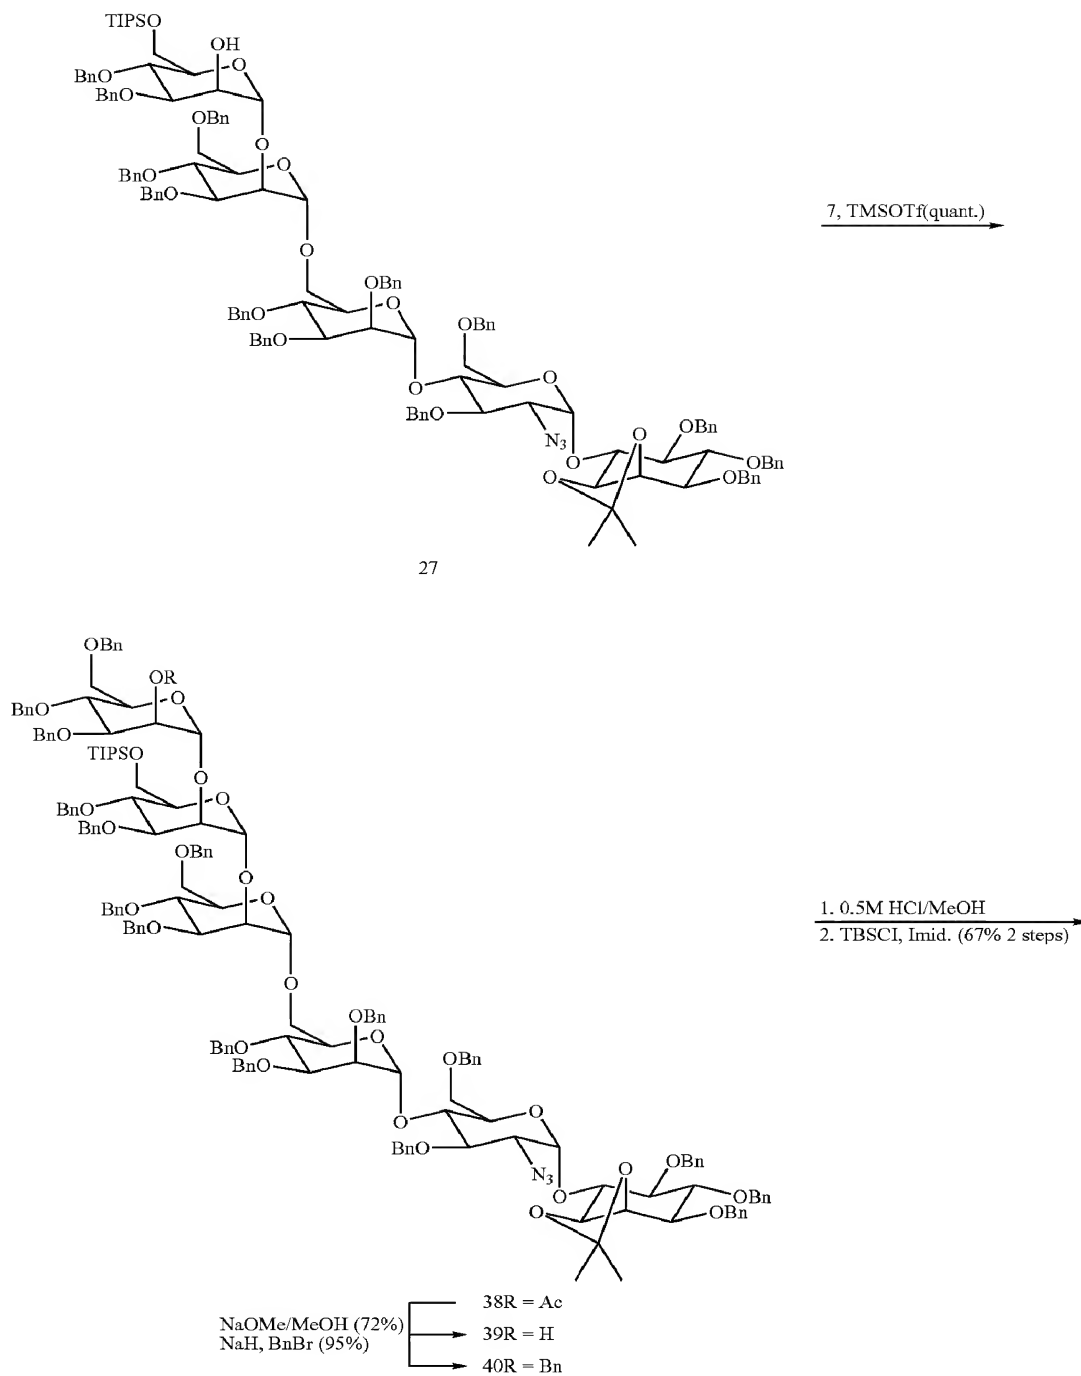 TIPSO
OH
BnO
O
BnO
OBn
O
O
BnO
BnO
O
OBn
O
BnO
OBn
BnO
O
O
BnO
N3
O
OBn
O
OBn
O
OBn
7, TMSOTf(quant.)
27
OBn
OR
O
BnO
BnO
TIPSO
O
O
BnO
BnO
OBn
O
O
BnO
BnO
O
OBn
O
BnO
OBn
BnO
O
O
BnO
N3
O
OBn
O
OBn
O
OBn
1. 0.5M HCl/MeOH
2. TBSCI, Imid. (67% 2 steps)
NaOMe/MeOH (72%)
NaH, BnBr (95%)
38R = Ac
39R = H
40R = Bn